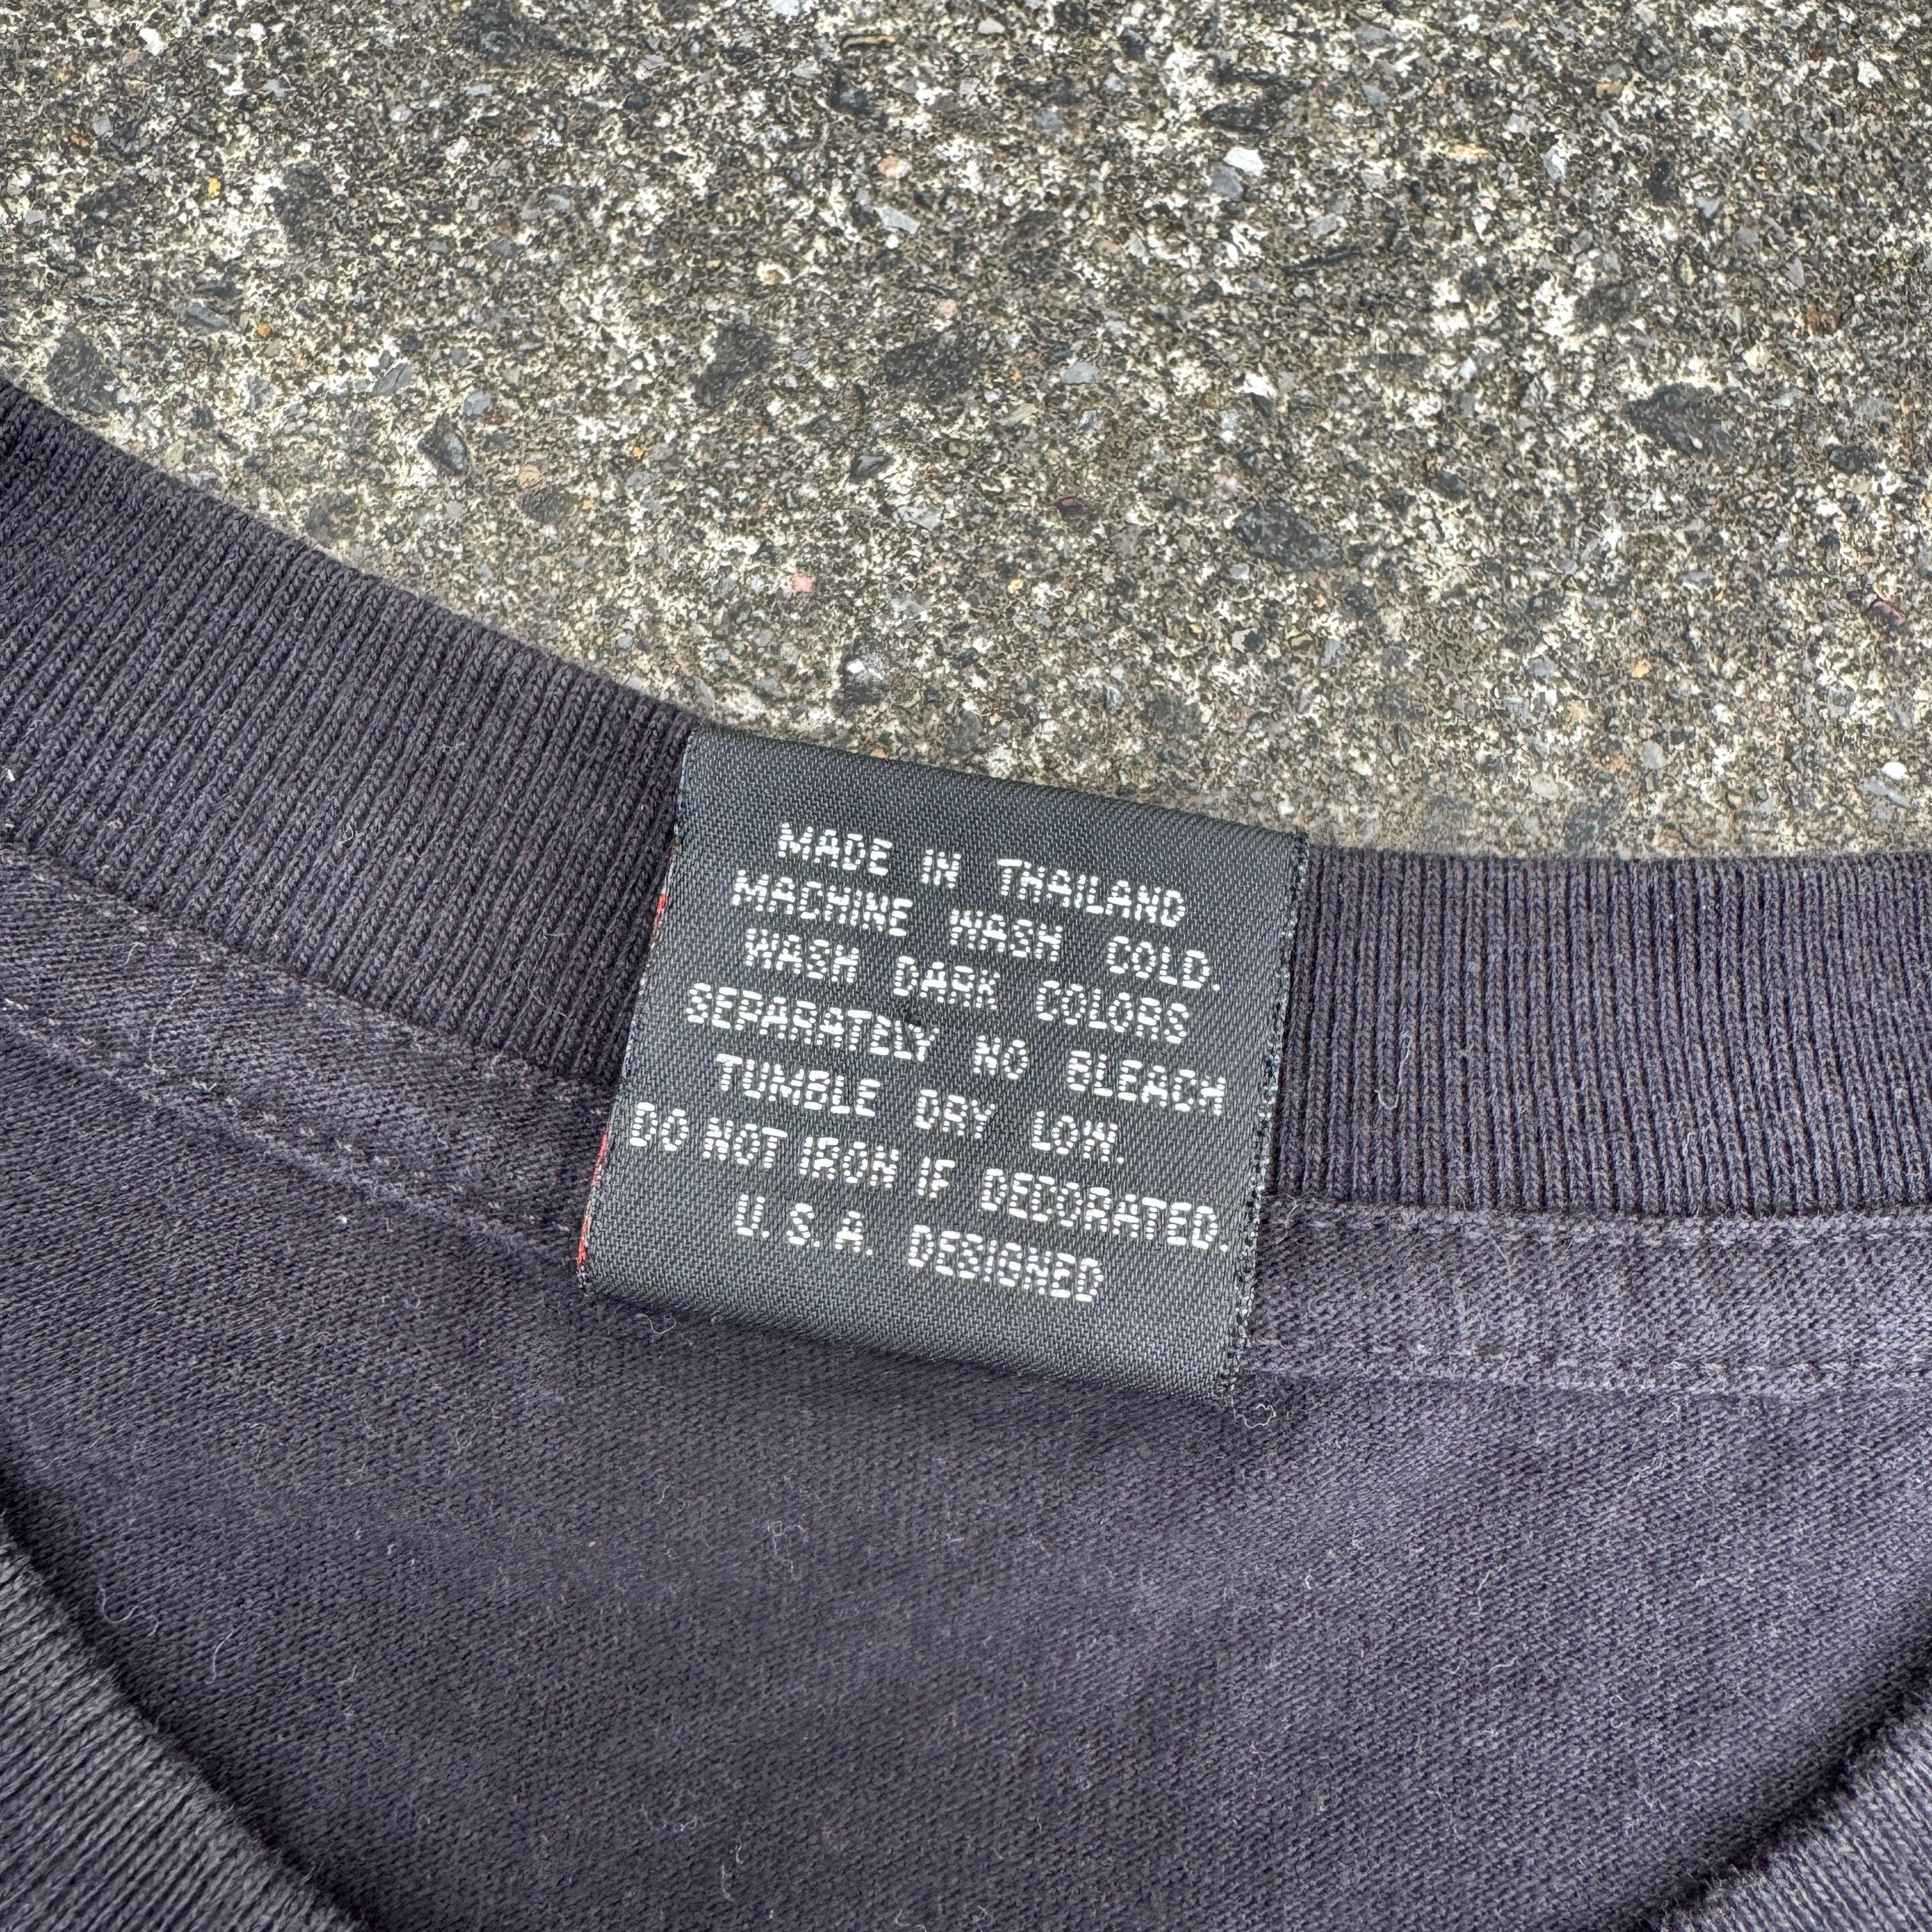 MADE IN THAILAND
MACHINE WASH COLD.
WASH DARK COLORS
SEPARATELY NO BLEACH
TUMBLE DRY LOW.
DO NOT IRON IF DECORATED.
U.S.A. DESIGNED